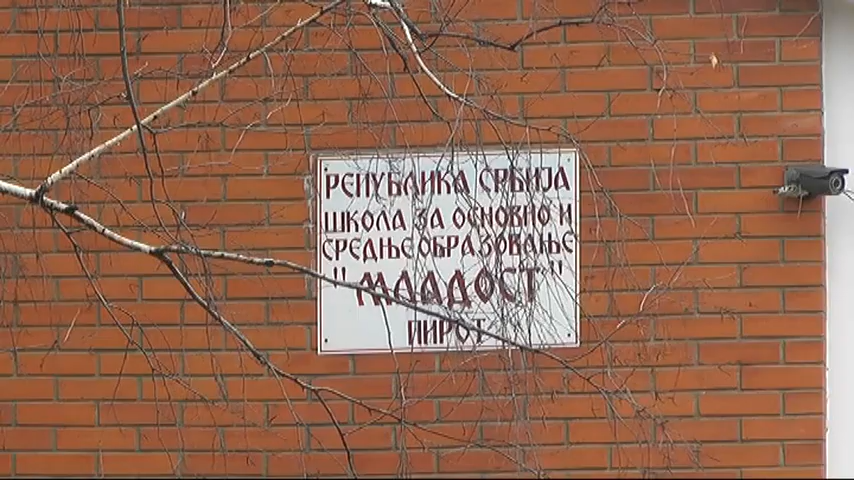 РЕПУБЛИКА СРБИЈА
ШКОЛА ЗА ОСНОВНО И
СРЕДЊЕ ОБРАЗОВАЊЕ
"МЛАДОСТ"
ПИРОТ